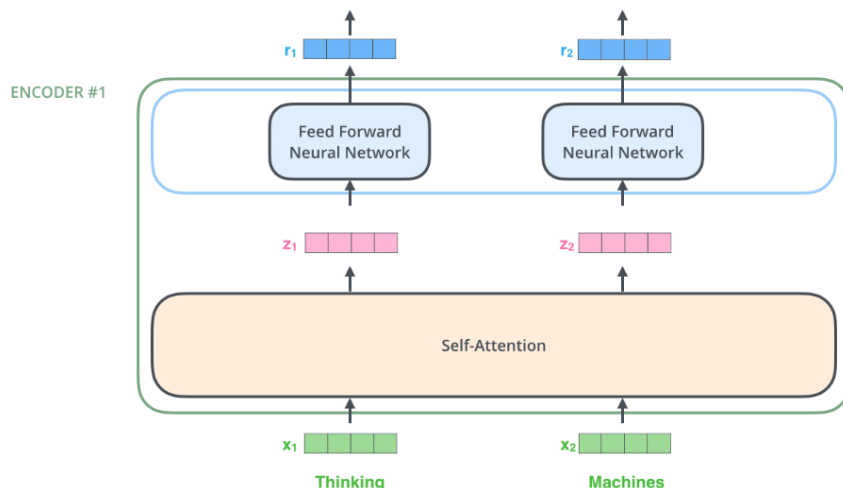 r₁
r₂
ENCODER #1
Feed Forward
Neural Network
Feed Forward
Neural Network
z₁
z₂
Self-Attention
x₁
x₂
Thinking
Machines